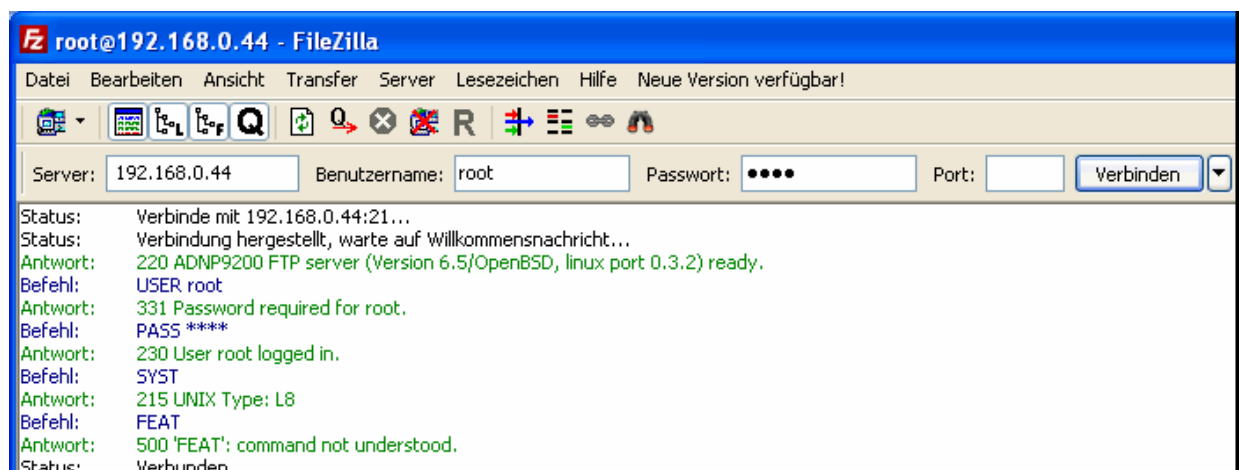 root@192.168.0.44 - FileZilla
Datei Bearbeiten Ansicht Transfer Server Lesezeichen Hilfe Neue Version verfügbar!
Server: 192.168.0.44 Benutzername: root Passwort: ●●●● Port: Verbinden
Status: Verbinde mit 192.168.0.44:21...
Status: Verbindung hergestellt, warte auf Willkommensnachricht...
Antwort: 220 ADNP9200 FTP server (Version 6.5/OpenBSD, linux port 0.3.2) ready.
Befehl: USER root
Antwort: 331 Password required for root.
Befehl: PASS ****
Antwort: 230 User root logged in.
Befehl: SYST
Antwort: 215 UNIX Type: L8
Befehl: FEAT
Antwort: 500 'FEAT': command not understood.
Status: Verbunden